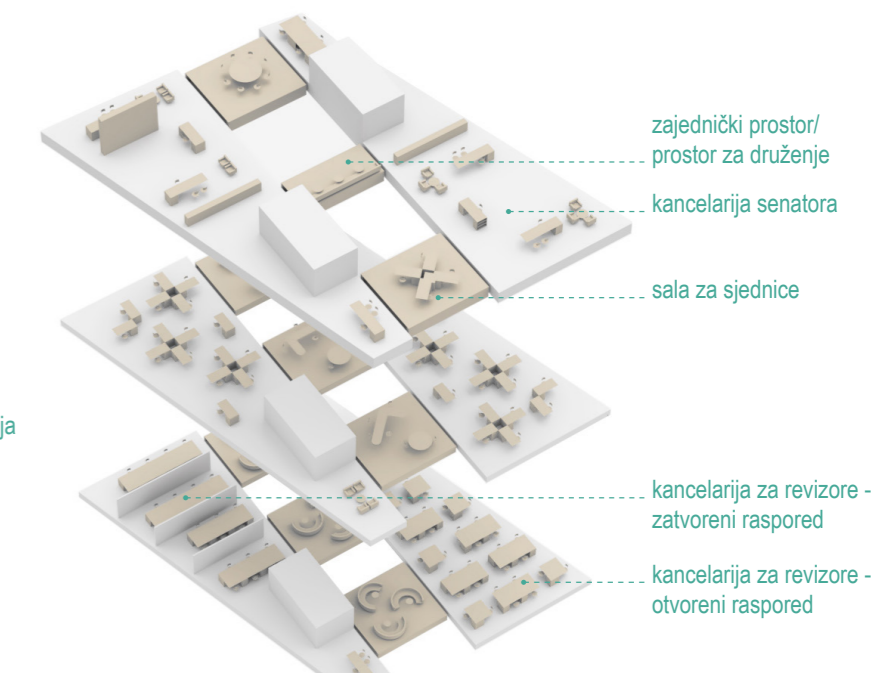 zajednički prostor/
prostor za druženje
kancelarija senatora
sala za sjednice
ja
kancelarija za revizore -
zatvoreni raspored
kancelarija za revizore -
otvoreni raspored